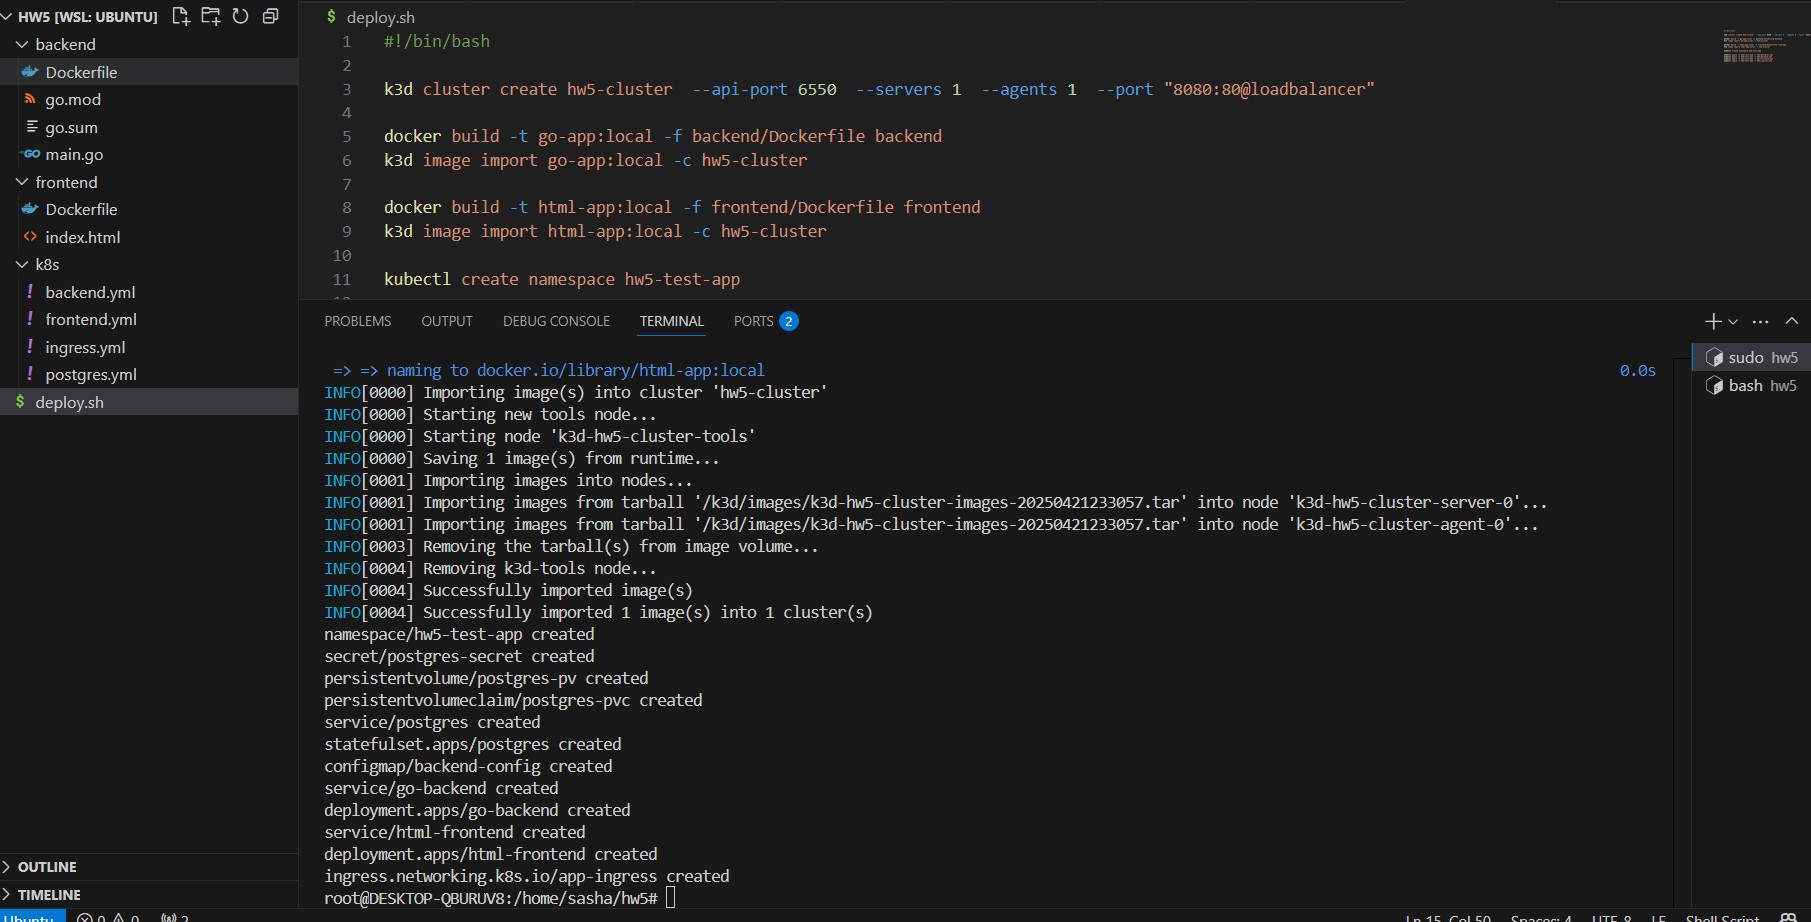 HW5 [WSL: UBUNTU]
backend
Dockerfile
go.mod
go.sum
main.go
frontend
Dockerfile
index.html
k8s
backend.yml
frontend.yml
ingress.yml
postgres.yml
$ deploy.sh
OUTLINE
TIMELINE
$ deploy.sh
1 #!/bin/bash
2
3 k3d cluster create hw5-cluster  --api-port 6550  --servers 1  --agents 1  --port "8080:80@loadbalancer"
4
5 docker build -t go-app:local -f backend/Dockerfile backend
6 k3d image import go-app:local -c hw5-cluster
7
8 docker build -t html-app:local -f frontend/Dockerfile frontend
9 k3d image import html-app:local -c hw5-cluster
10
11 kubectl create namespace hw5-test-app
PROBLEMS OUTPUT DEBUG CONSOLE TERMINAL PORTS 2
=> => naming to docker.io/library/html-app:local 0.0s
INFO[0000] Importing image(s) into cluster 'hw5-cluster'
INFO[0000] Starting new tools node...
INFO[0000] Starting node 'k3d-hw5-cluster-tools'
INFO[0000] Saving 1 image(s) from runtime...
INFO[0001] Importing images into nodes...
INFO[0001] Importing images from tarball '/k3d/images/k3d-hw5-cluster-images-20250421233057.tar' into node 'k3d-hw5-cluster-server-0'...
INFO[0001] Importing images from tarball '/k3d/images/k3d-hw5-cluster-images-20250421233057.tar' into node 'k3d-hw5-cluster-agent-0'...
INFO[0003] Removing the tarball(s) from image volume...
INFO[0004] Removing k3d-tools node...
INFO[0004] Successfully imported image(s)
INFO[0004] Successfully imported 1 image(s) into 1 cluster(s)
namespace/hw5-test-app created
secret/postgres-secret created
persistentvolume/postgres-pv created
persistentvolumeclaim/postgres-pvc created
service/postgres created
statefulset.apps/postgres created
configmap/backend-config created
service/go-backend created
deployment.apps/go-backend created
service/html-frontend created
deployment.apps/html-frontend created
ingress.networking.k8s.io/app-ingress created
root@DESKTOP-QBURUV8:/home/sasha/hw5#
sudo hw5
bash hw5
Ubuntu 0 0 2 Ln 15, Col 50 Spaces: 4 UTF-8 LF Shell Script